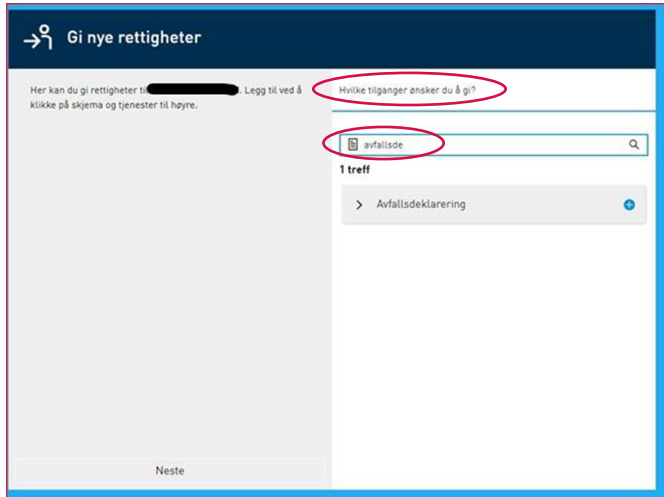 Gi nye rettigheter
Her kan du gi rettigheter til . Legg til ved å
klikke på skjema og tjenester til høyre.
Hvilke tilganger ønsker du å gi?
avfallsde
1 treff
Avfallsdeklarering
Neste